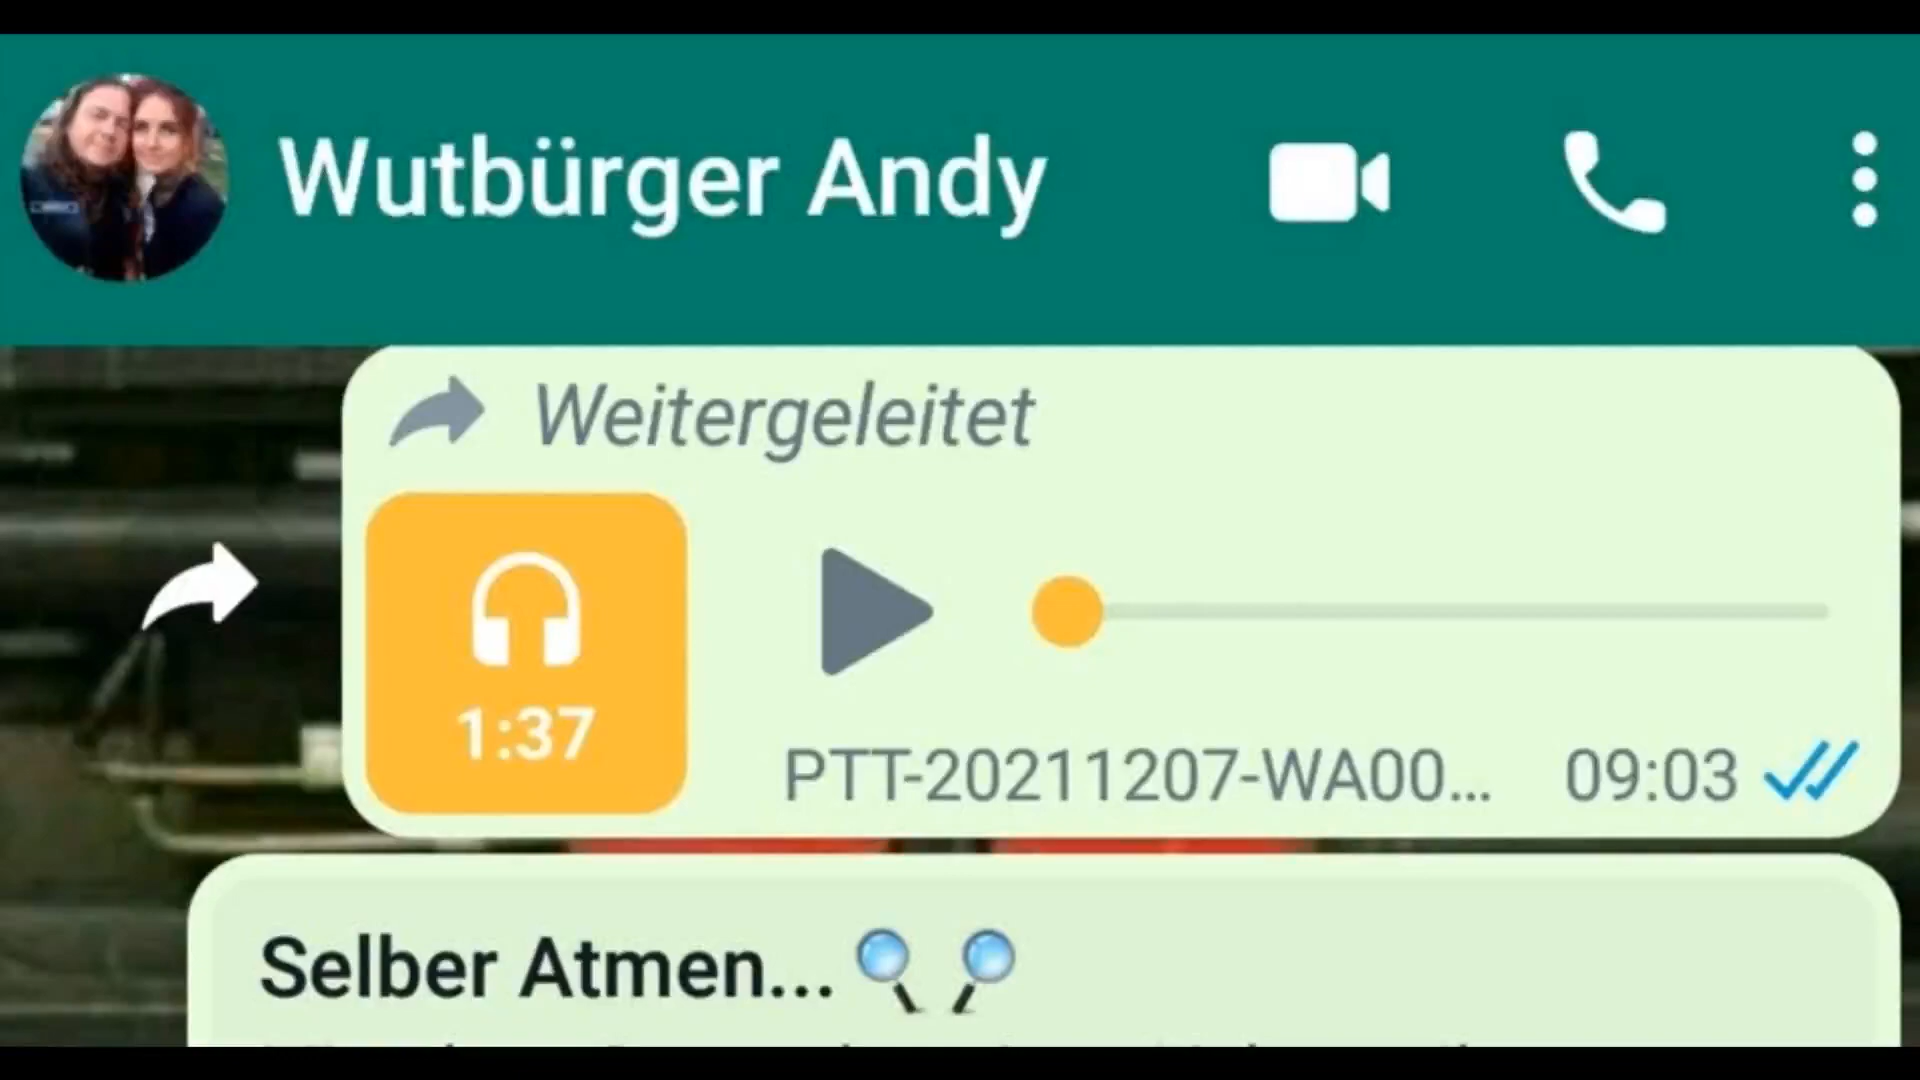 Wutbürger Andy
Weitergeleitet
1:37
PTT-20211207-WA00...
09:03
Selber Atmen...